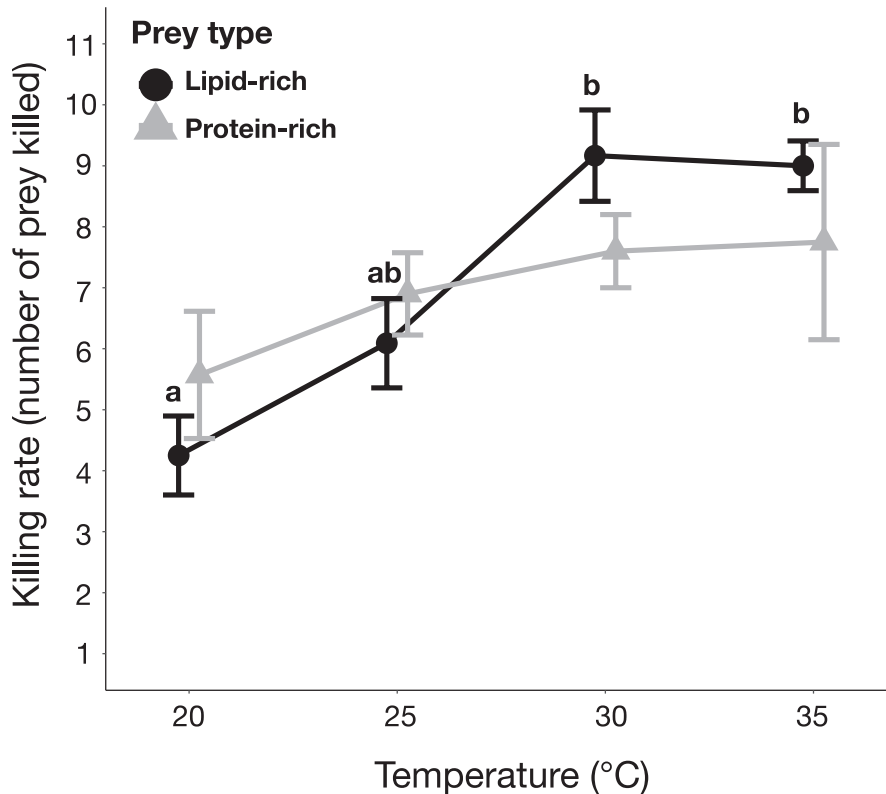 Prey type
Lipid-rich
Protein-rich
Killing rate (number of prey killed)
11
10
9
8
7
6
5
4
3
2
1
a
ab
b
b
20 25 30 35
Temperature (°C)